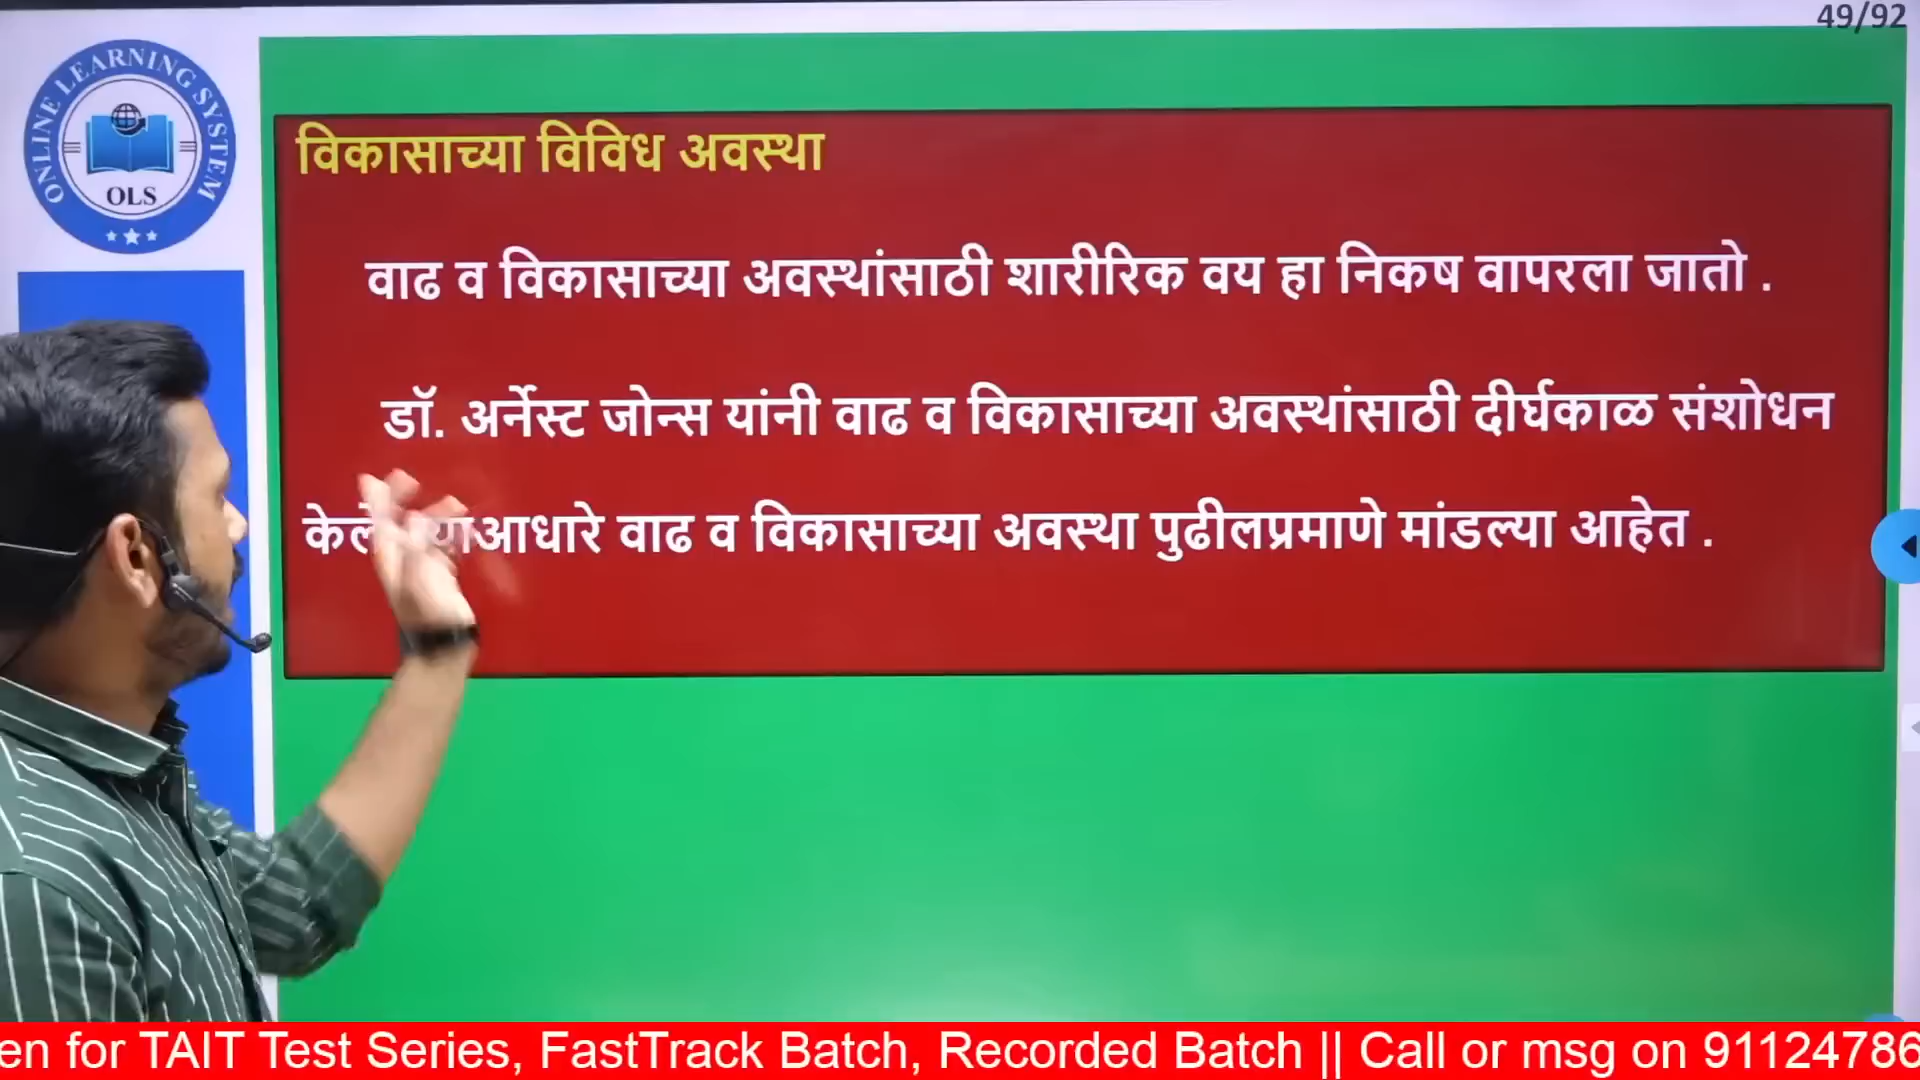 49/92
ONLINE LEARNING SYSTEM
OLS
विकासाच्या विविध अवस्था
वाढ व विकासाच्या अवस्थांसाठी शारीरिक वय हा निकष वापरला जातो .
डॉ. अर्नेस्ट जोन्स यांनी वाढ व विकासाच्या अवस्थांसाठी दीर्घकाळ संशोधन
वाढ व विकासाच्या अवस्था पुढीलप्रमाणे मांडल्या आहेत .
en for TAIT Test Series, FastTrack Batch, Recorded Batch || Call or msg on 91124786